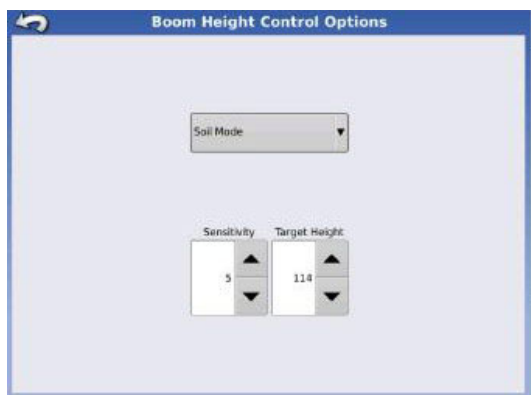 Boom Height Control Options
Soil Mode
Sensitivity Target Height
5 114